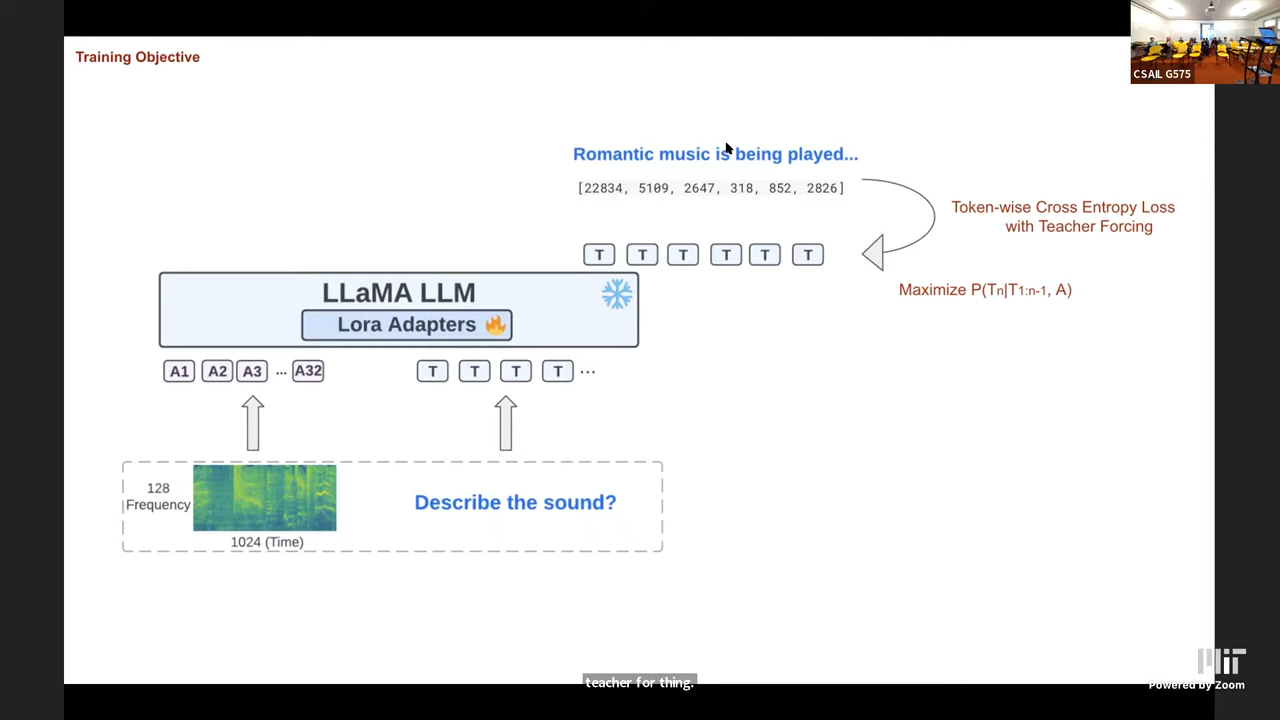 Training Objective
CSAIL G575
Romantic music is being played...
[22834, 5109, 2647, 318, 852, 2826]
Token-wise Cross Entropy Loss
with Teacher Forcing
T T T T T T
Maximize P(Tn|T1:n-1, A)
LLaMA LLM
Lora Adapters
A1 A2 A3 ... A32
T T T T ...
128
Frequency
1024 (Time)
Describe the sound?
teacher for thing.
MIT
Powered by Zoom